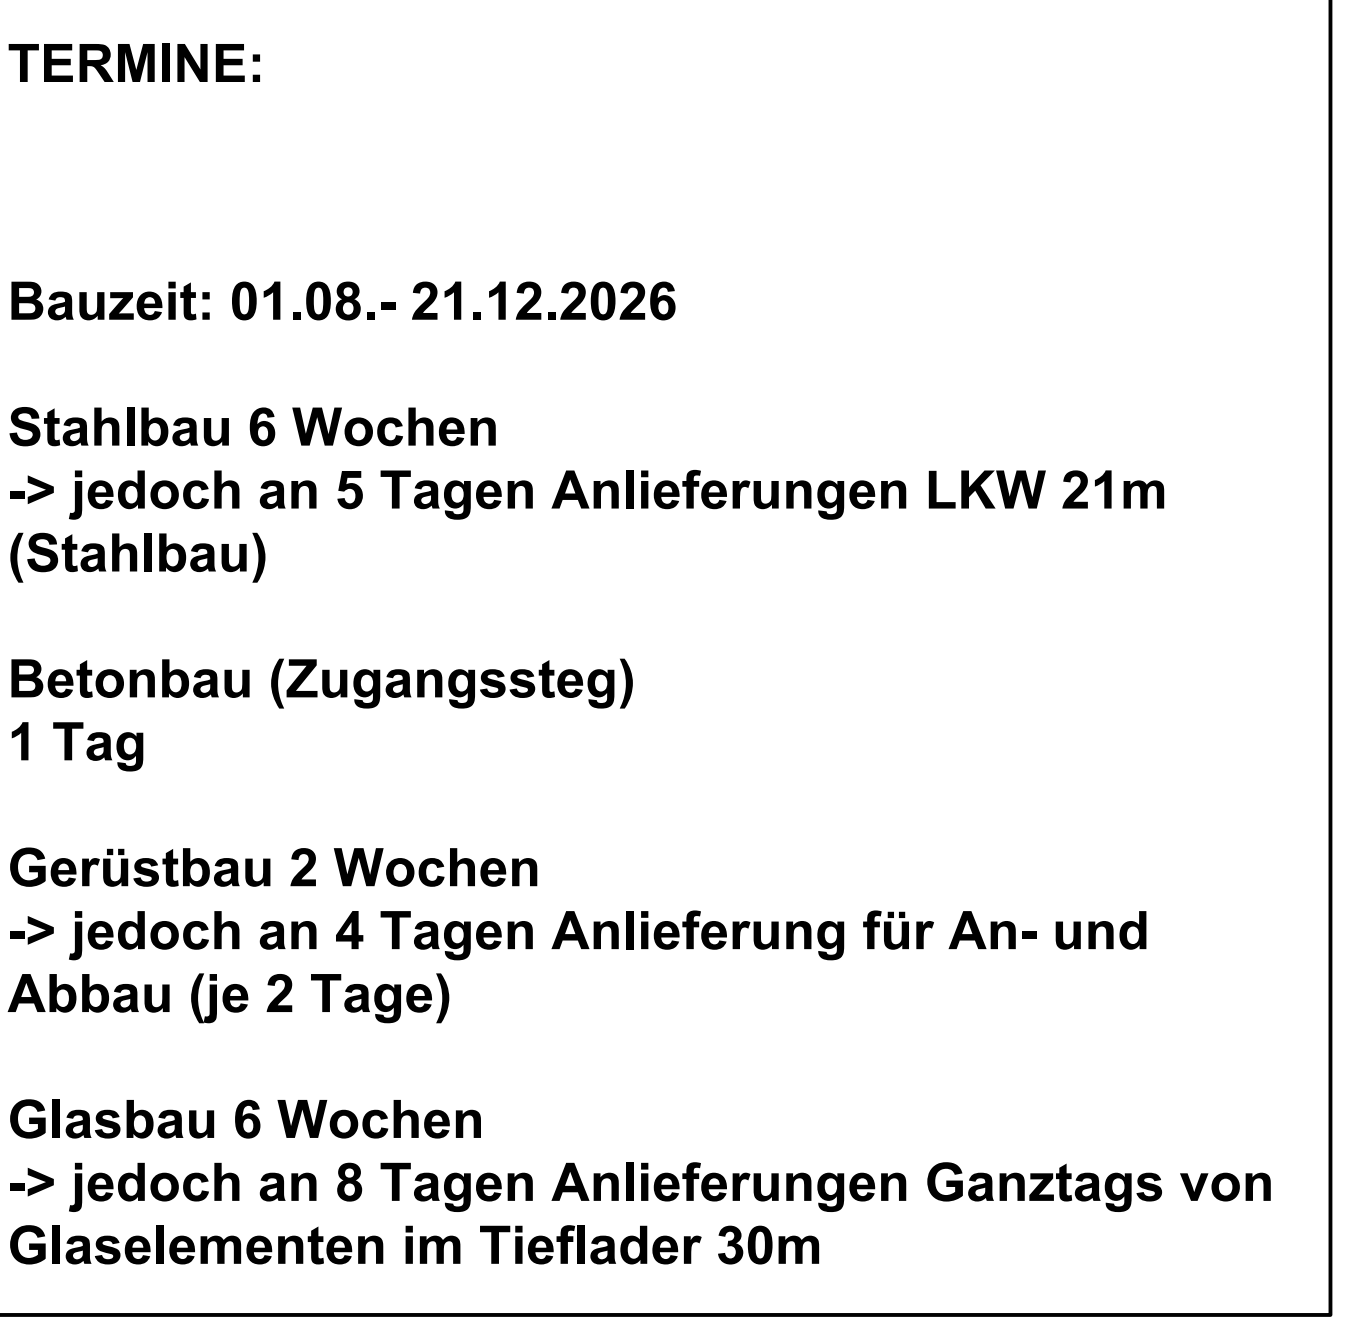 TERMINE:
Bauzeit: 01.08.- 21.12.2026
Stahlbau 6 Wochen
-> jedoch an 5 Tagen Anlieferungen LKW 21m
(Stahlbau)
Betonbau (Zugangssteg)
1 Tag
Gerüstbau 2 Wochen
-> jedoch an 4 Tagen Anlieferung für An- und
Abbau (je 2 Tage)
Glasbau 6 Wochen
-> jedoch an 8 Tagen Anlieferungen Ganztags von
Glaselementen im Tieflader 30m